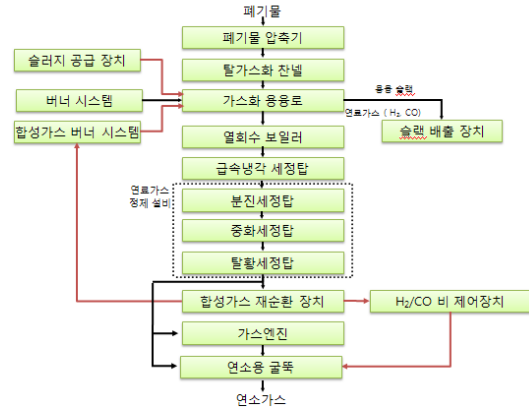 폐기물
폐기물 압축기
슬러지 공급 장치
탈가스화 찬넬
용융 슬랙
버너 시스템
가스화 용융로
연료가스 ( H₂, CO)
합성가스 버너 시스템
열회수 보일러
슬랙 배출 장치
급속냉각 세정탑
연료가스
정제 설비
분진세정탑
중화세정탑
탈황세정탑
합성가스 재순환 장치
H₂/CO 비 제어장치
가스엔진
연소용 굴뚝
연소가스